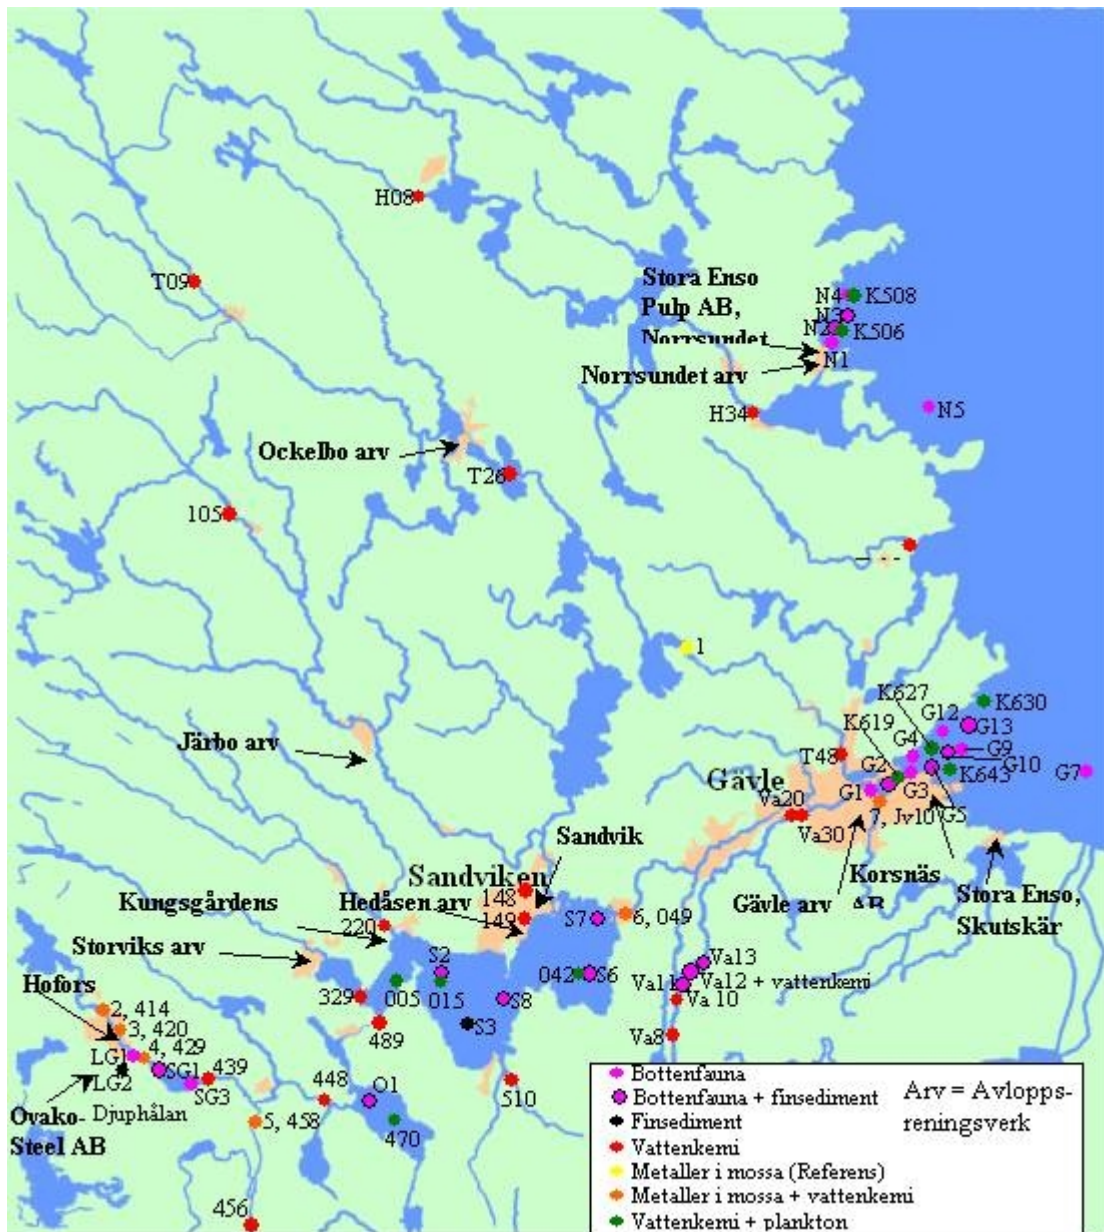 H08
T09
Stora Enso
Pulp AB,
Norrsundet
N4
K508
N3
N2
K506
N1
Norrsundet arv
N5
H34
Ockelbo arv
T26
105
1
K627
K630
K619
G12
G13
G4
G9
G10
T48
G2
K643
G7
Järbo arv
Gävle
G1
G3
G5
Va20
7, Jv10
Va30
Sandvik
Sandviken
Korsnäs
AB
Kungsgårdens
Hedåsen arv
148
149
Gävle arv
Stora Enso,
Skutskär
220
S7
6, 049
Storviks arv
S2
Va13
Hofors
042
S6
Va11
Va12 + vattenkemi
329
005
015
S8
Va 10
2, 414
3, 420
489
S3
Va8
4, 429
LG1
SG1
439
LG2
SG3
448
O1
510
Ovako-
Steel AB
Djuphålan
5, 458
470
456
Bottenfauna
Bottenfauna + finsediment
Finsediment
Vattenkemi
Metaller i mossa (Referens)
Metaller i mossa + vattenkemi
Vattenkemi + plankton
Arv = Avlopps-
reningsverk